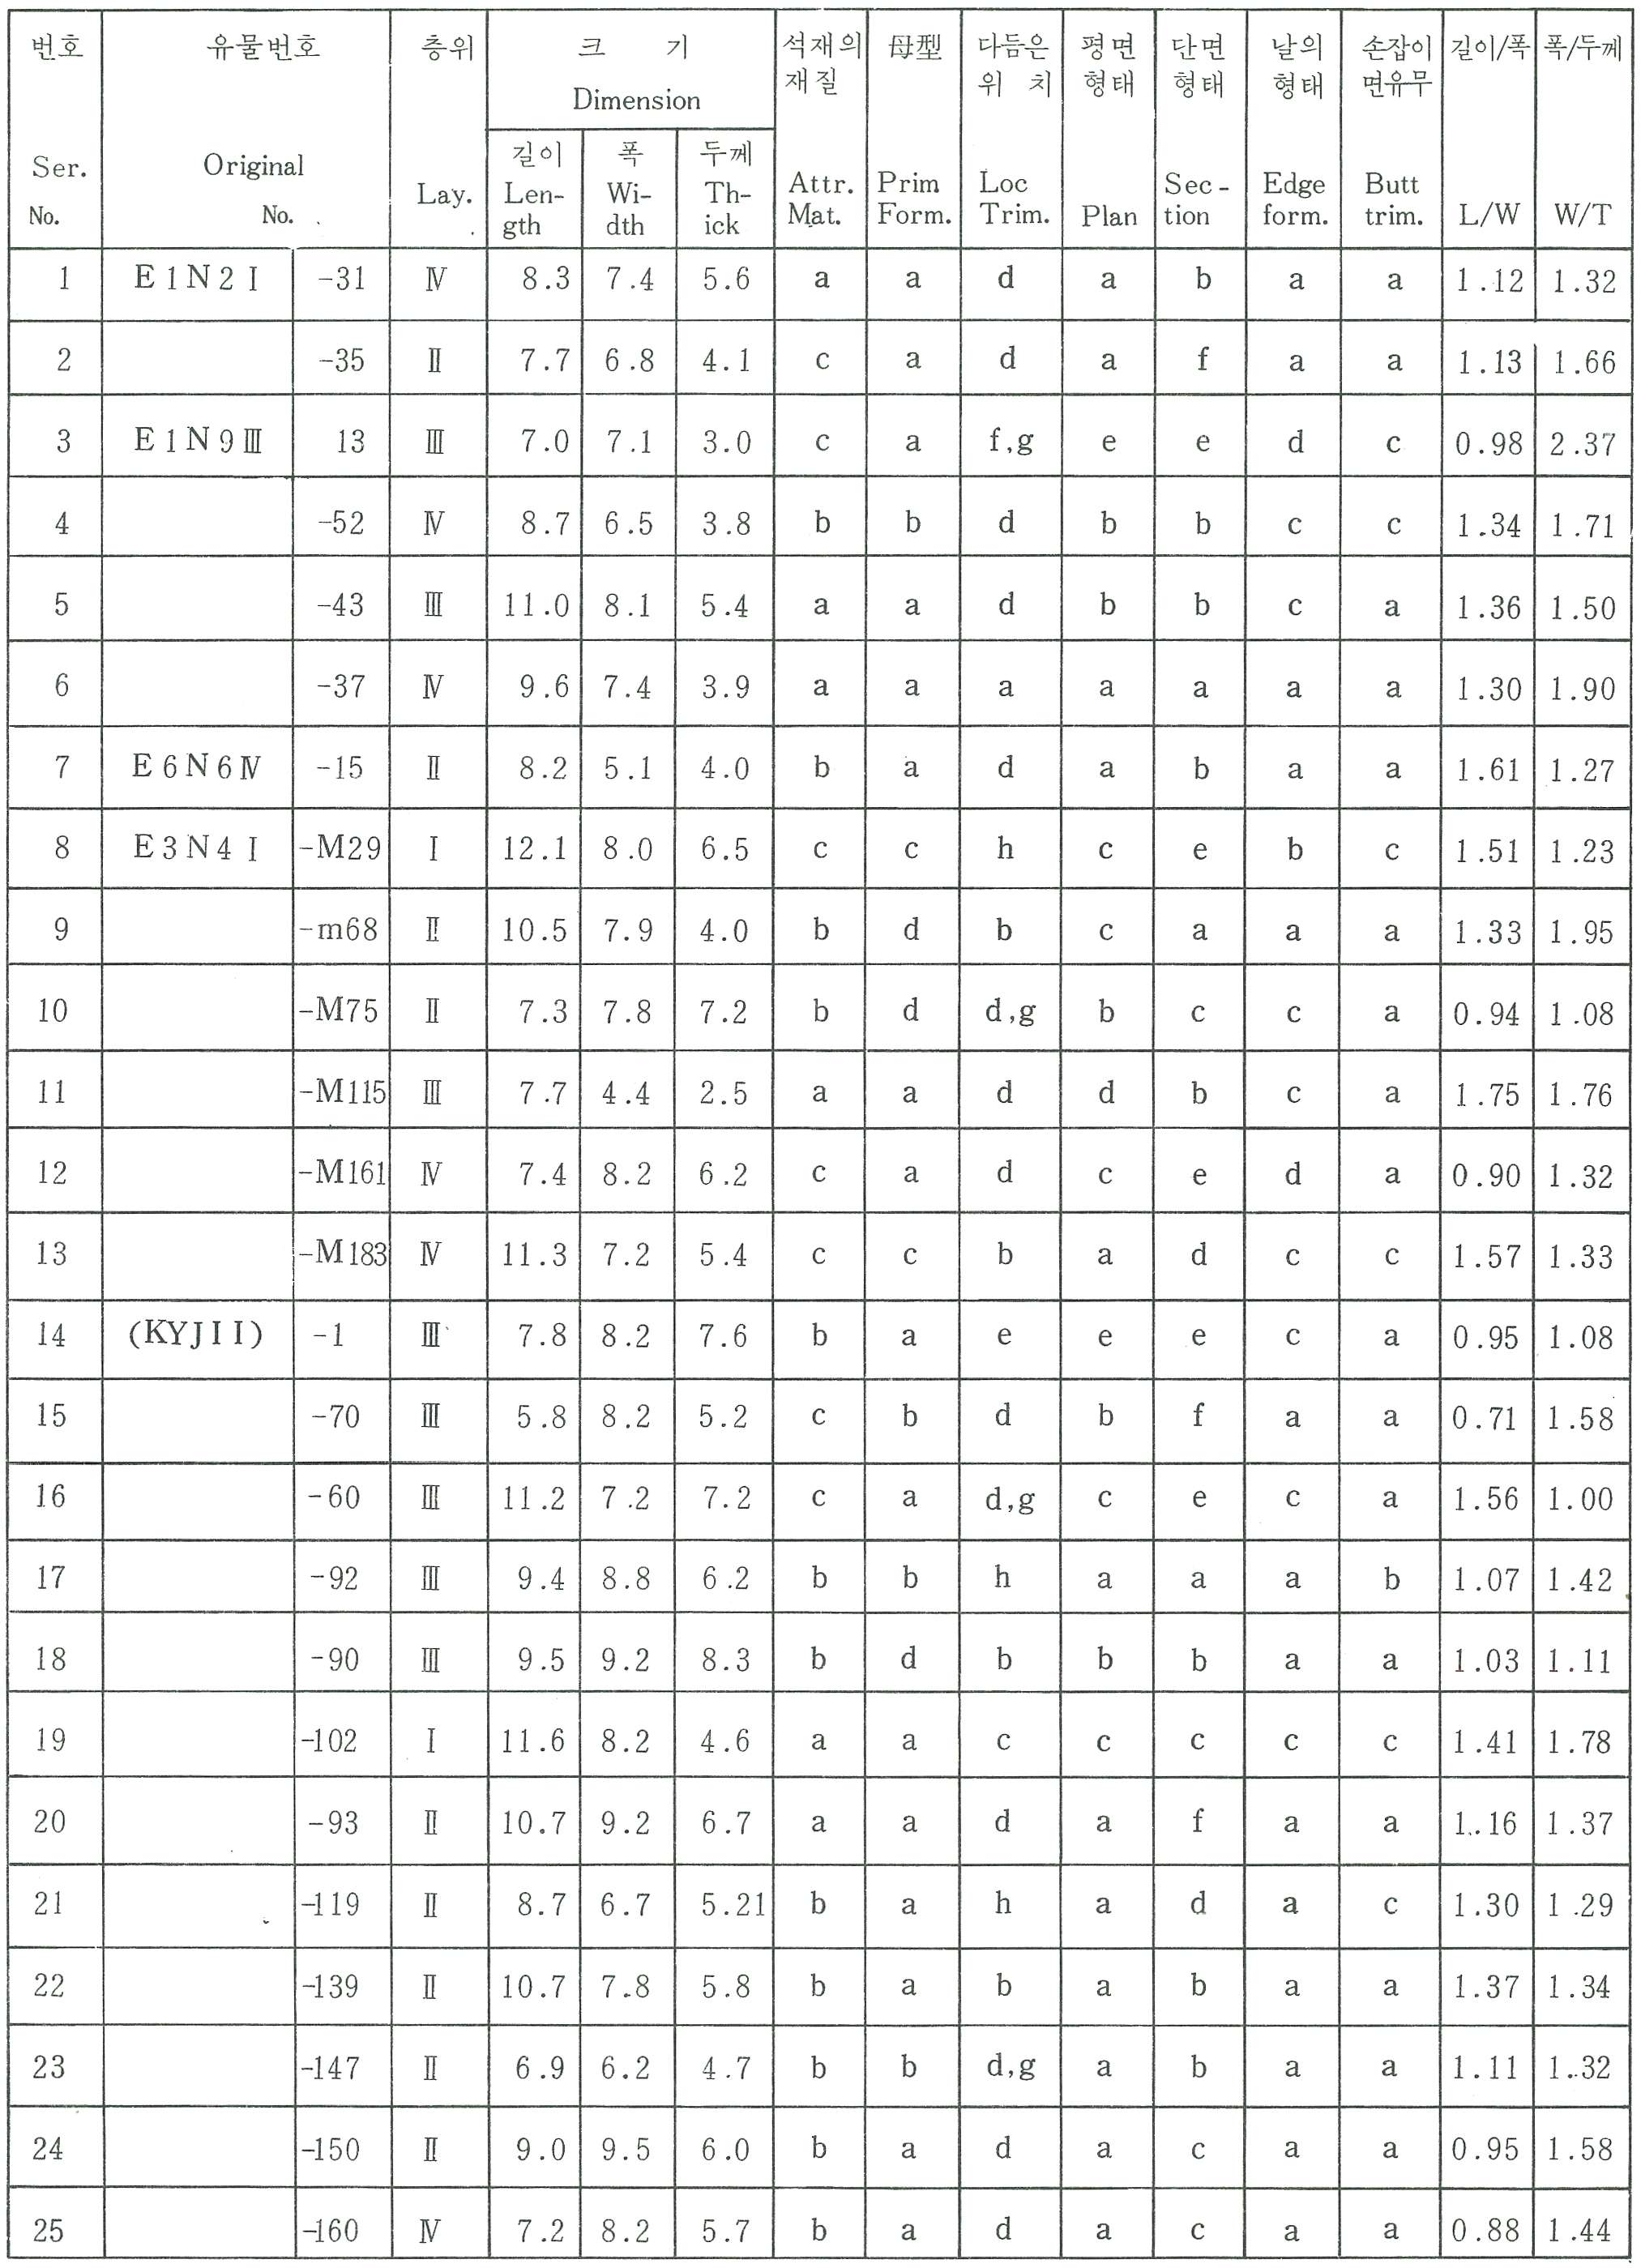 번호 유물번호 층위 크 기 석재의 母型 다듬은 평면 단면 날의 손잡이 길이/폭 폭/두께
재질 위 치 형태 형태 형태 면유무
Dimension
길이 폭 두께
Ser. Original Lay. Len- Wi- Th- Attr. Prim Loc Plan Sec- Edge Butt L/W W/T
No. No. gth dth ick Mat. Form. Trim. tion form. trim.
1 E1N2Ⅰ -31 Ⅳ 8.3 7.4 5.6 a a d a b a a 1.12 1.32
2 -35 Ⅱ 7.7 6.8 4.1 c a d a f a a 1.13 1.66
3 E1N9Ⅲ 13 Ⅲ 7.0 7.1 3.0 c a f,g e e d c 0.98 2.37
4 -52 Ⅳ 8.7 6.5 3.8 b b d b b c c 1.34 1.71
5 -43 Ⅲ 11.0 8.1 5.4 a a d b b c a 1.36 1.50
6 -37 Ⅳ 9.6 7.4 3.9 a a a a a a a 1.30 1.90
7 E6N6Ⅳ -15 Ⅱ 8.2 5.1 4.0 b a d a b a a 1.61 1.27
8 E3N4Ⅰ -M29 Ⅰ 12.1 8.0 6.5 c c h c e b c 1.51 1.23
9 -m68 Ⅱ 10.5 7.9 4.0 b d b c a a a 1.33 1.95
10 -M75 Ⅱ 7.3 7.8 7.2 b d d,g b c c a 0.94 1.08
11 -M115 Ⅲ 7.7 4.4 2.5 a a d d b c a 1.75 1.76
12 -M161 Ⅳ 7.4 8.2 6.2 c a d c e d a 0.90 1.32
13 -M183 Ⅳ 11.3 7.2 5.4 c c b a d c c 1.57 1.33
14 (KYJII) -1 Ⅲ 7.8 8.2 7.6 b a e e e c a 0.95 1.08
15 -70 Ⅲ 5.8 8.2 5.2 c b d b f a a 0.71 1.58
16 -60 Ⅲ 11.2 7.2 7.2 c a d,g c e c a 1.56 1.00
17 -92 Ⅲ 9.4 8.8 6.2 b b h a a a b 1.07 1.42
18 -90 Ⅲ 9.5 9.2 8.3 b d b b b a a 1.03 1.11
19 -102 Ⅰ 11.6 8.2 4.6 a a c c c c c 1.41 1.78
20 -93 Ⅱ 10.7 9.2 6.7 a a d a f a a 1.16 1.37
21 -119 Ⅱ 8.7 6.7 5.21 b a h a d a c 1.30 1.29
22 -139 Ⅱ 10.7 7.8 5.8 b a b a b a a 1.37 1.34
23 -147 Ⅱ 6.9 6.2 4.7 b b d,g a b a a 1.11 1.32
24 -150 Ⅱ 9.0 9.5 6.0 b a d a c a a 0.95 1.58
25 -160 Ⅳ 7.2 8.2 5.7 b a d a c a a 0.88 1.44